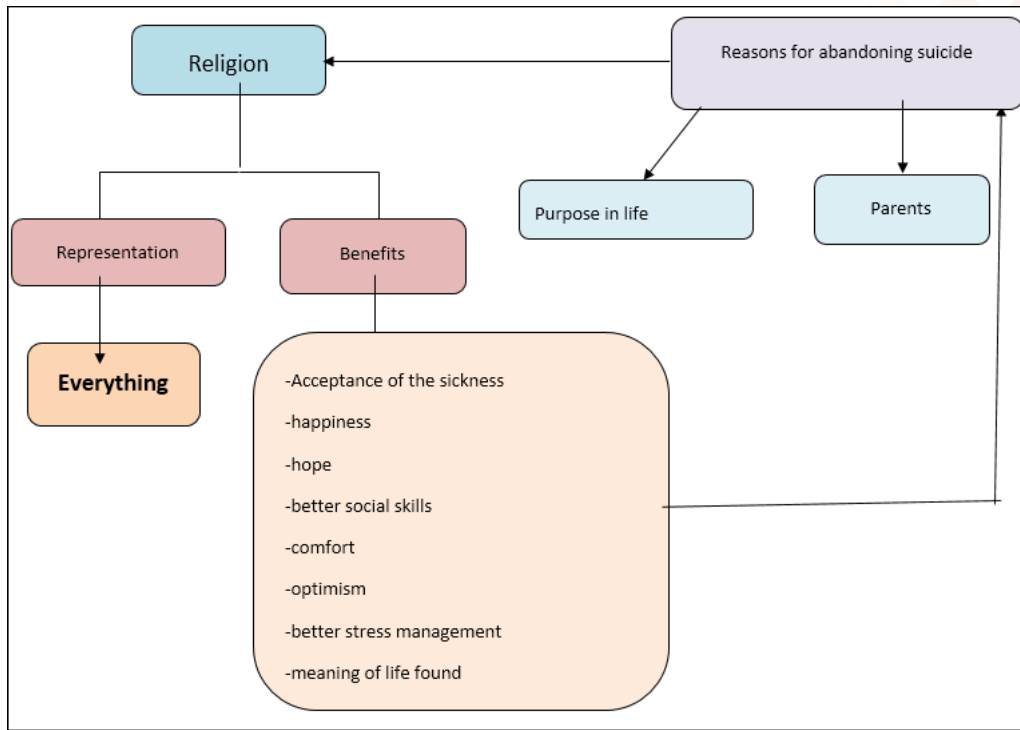 Religion
Reasons for abandoning suicide
Purpose in life
Parents
Representation
Benefits
Everything
-Acceptance of the sickness
-happiness
-hope
-better social skills
-comfort
-optimism
-better stress management
-meaning of life found